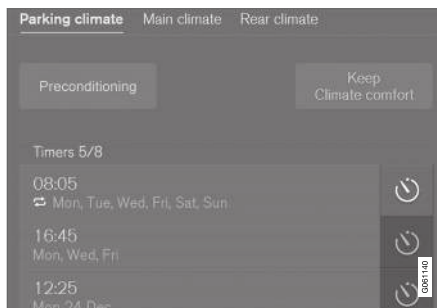 Parking climate Main climate Rear climate
Preconditioning
Keep
Climate comfort
Timers 5/8
08:05
Mon, Tue, Wed, Fri, Sat, Sun
16:45
Mon, Wed, Fri
12:25
Mon 24 Dec
G061140